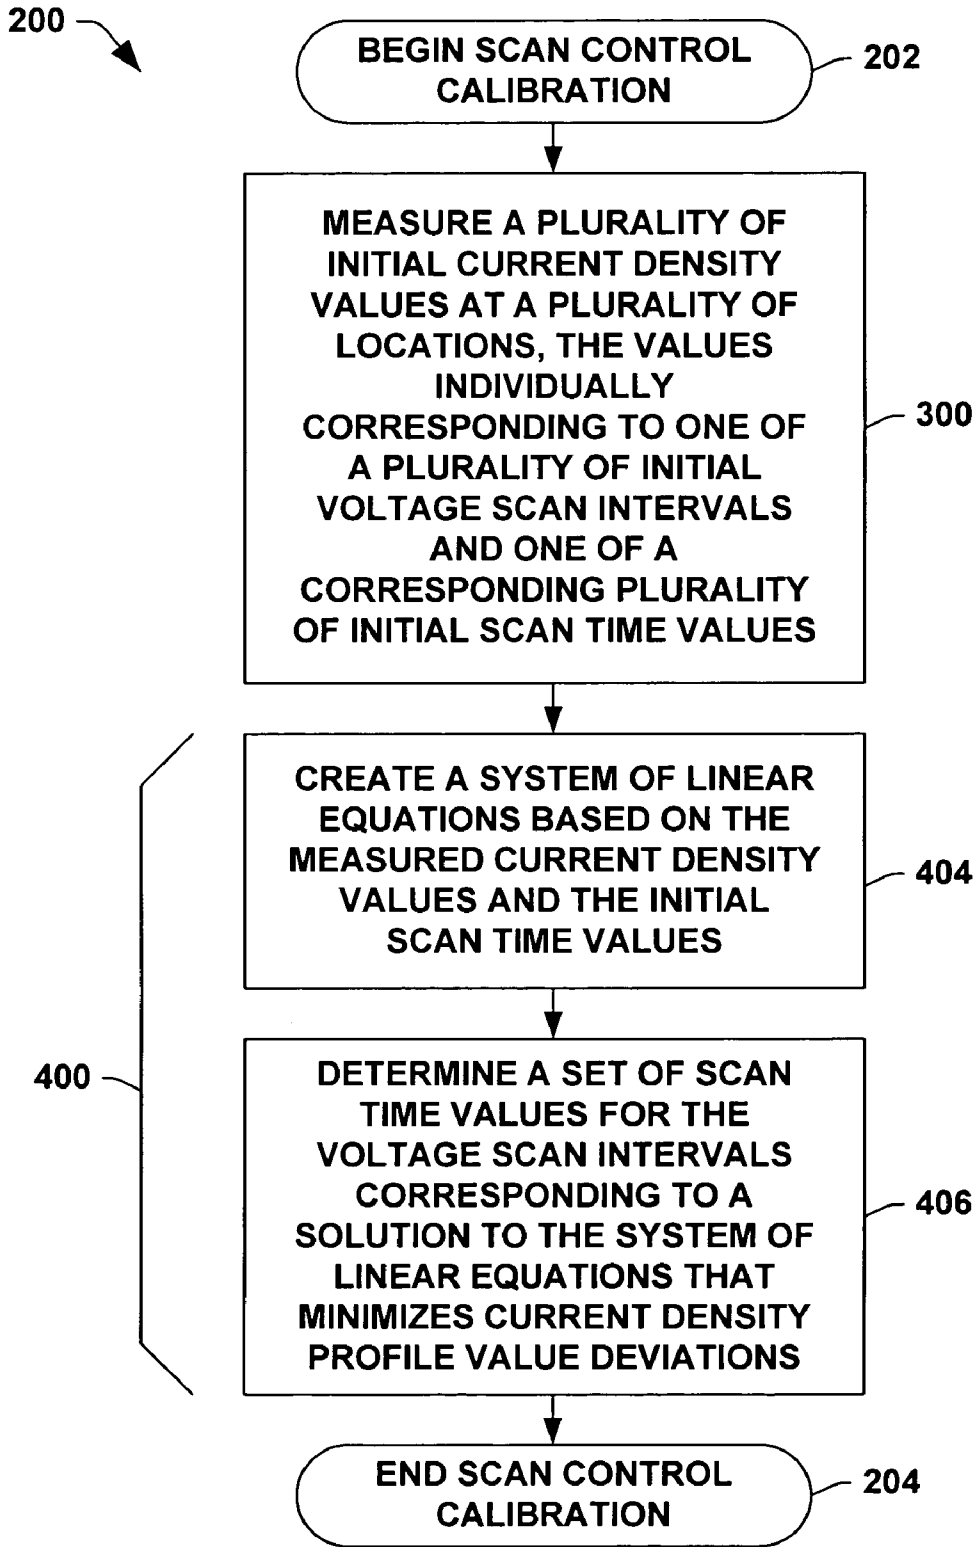 200
BEGIN SCAN CONTROL
CALIBRATION
202
MEASURE A PLURALITY OF
INITIAL CURRENT DENSITY
VALUES AT A PLURALITY OF
LOCATIONS, THE VALUES
INDIVIDUALLY
CORRESPONDING TO ONE OF
A PLURALITY OF INITIAL
VOLTAGE SCAN INTERVALS
AND ONE OF A
CORRESPONDING PLURALITY
OF INITIAL SCAN TIME VALUES
300
CREATE A SYSTEM OF LINEAR
EQUATIONS BASED ON THE
MEASURED CURRENT DENSITY
VALUES AND THE INITIAL
SCAN TIME VALUES
404
400
DETERMINE A SET OF SCAN
TIME VALUES FOR THE
VOLTAGE SCAN INTERVALS
CORRESPONDING TO A
SOLUTION TO THE SYSTEM OF
LINEAR EQUATIONS THAT
MINIMIZES CURRENT DENSITY
PROFILE VALUE DEVIATIONS
406
END SCAN CONTROL
CALIBRATION
204